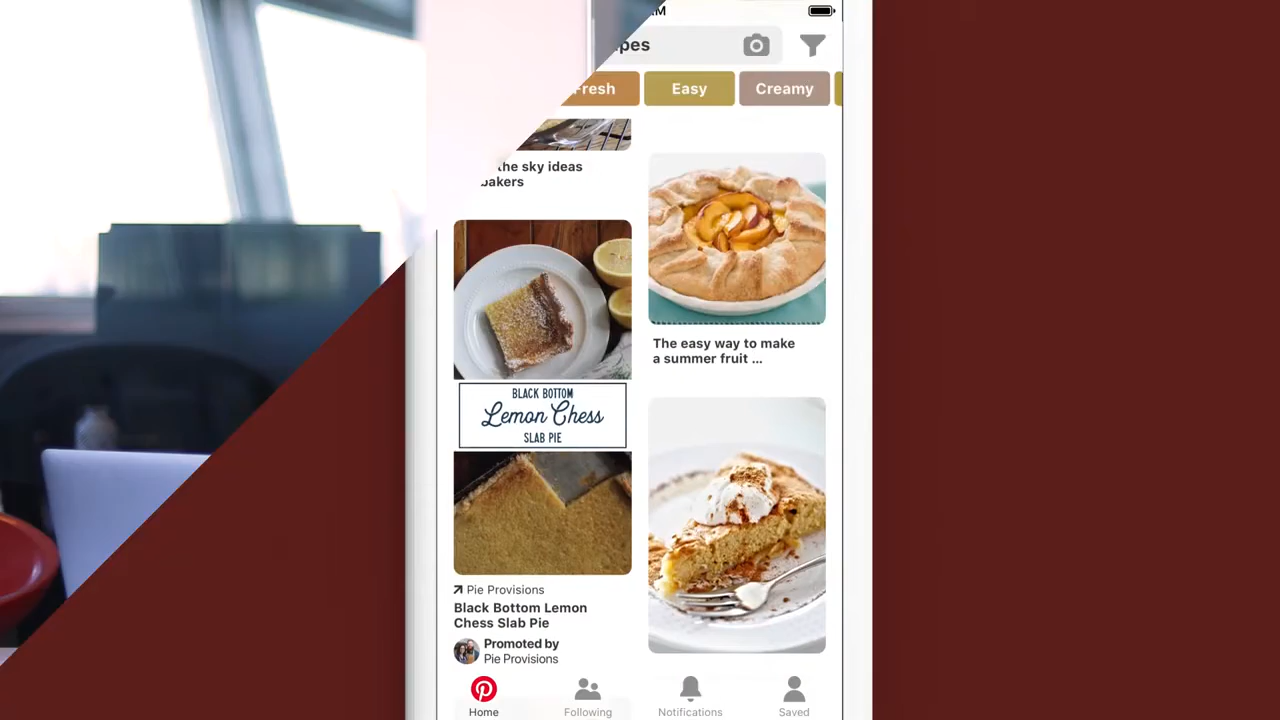 Fresh
Easy
Creamy
the sky ideas
bakers
BLACK BOTTOM
Lemon Chess
SLAB PIE
Pie Provisions
Black Bottom Lemon
Chess Slab Pie
Promoted by
Pie Provisions
The easy way to make
a summer fruit ...
Home
Following
Notifications
Saved